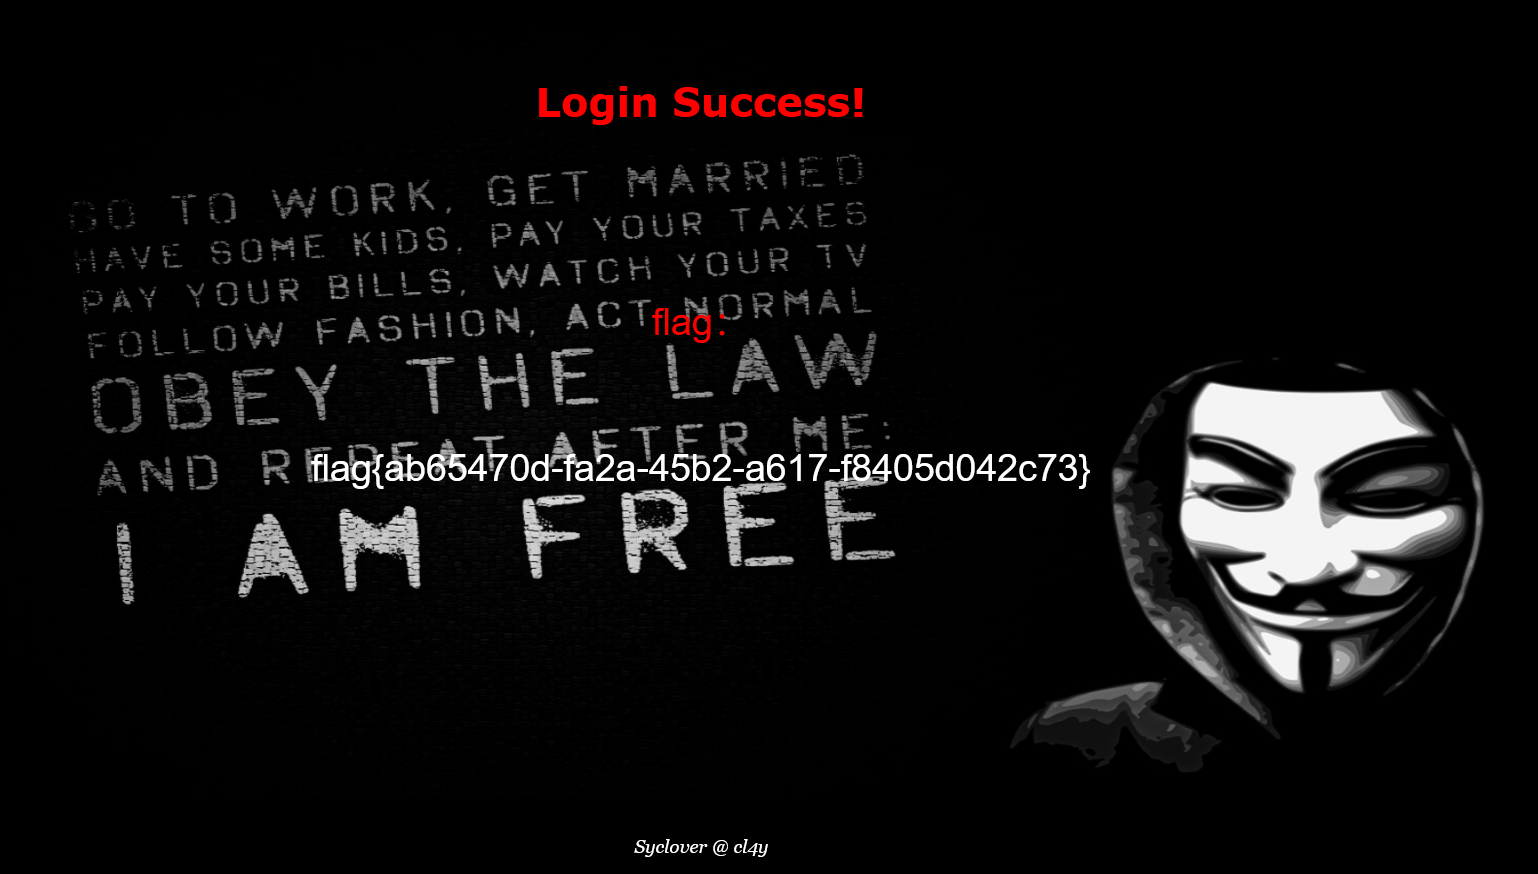 Login Success!
GO TO WORK, GET MARRIED
HAVE SOME KIDS, PAY YOUR TAXES
PAY YOUR BILLS, WATCH YOUR TV
FOLLOW FASHION, ACT NORMAL
flag:
OBEY THE LAW
AND REPEAT AFTER ME:
flag{ab65470d-fa2a-45b2-a617-f8405d042c73}
I AM FREE
Syclover @ cl4y